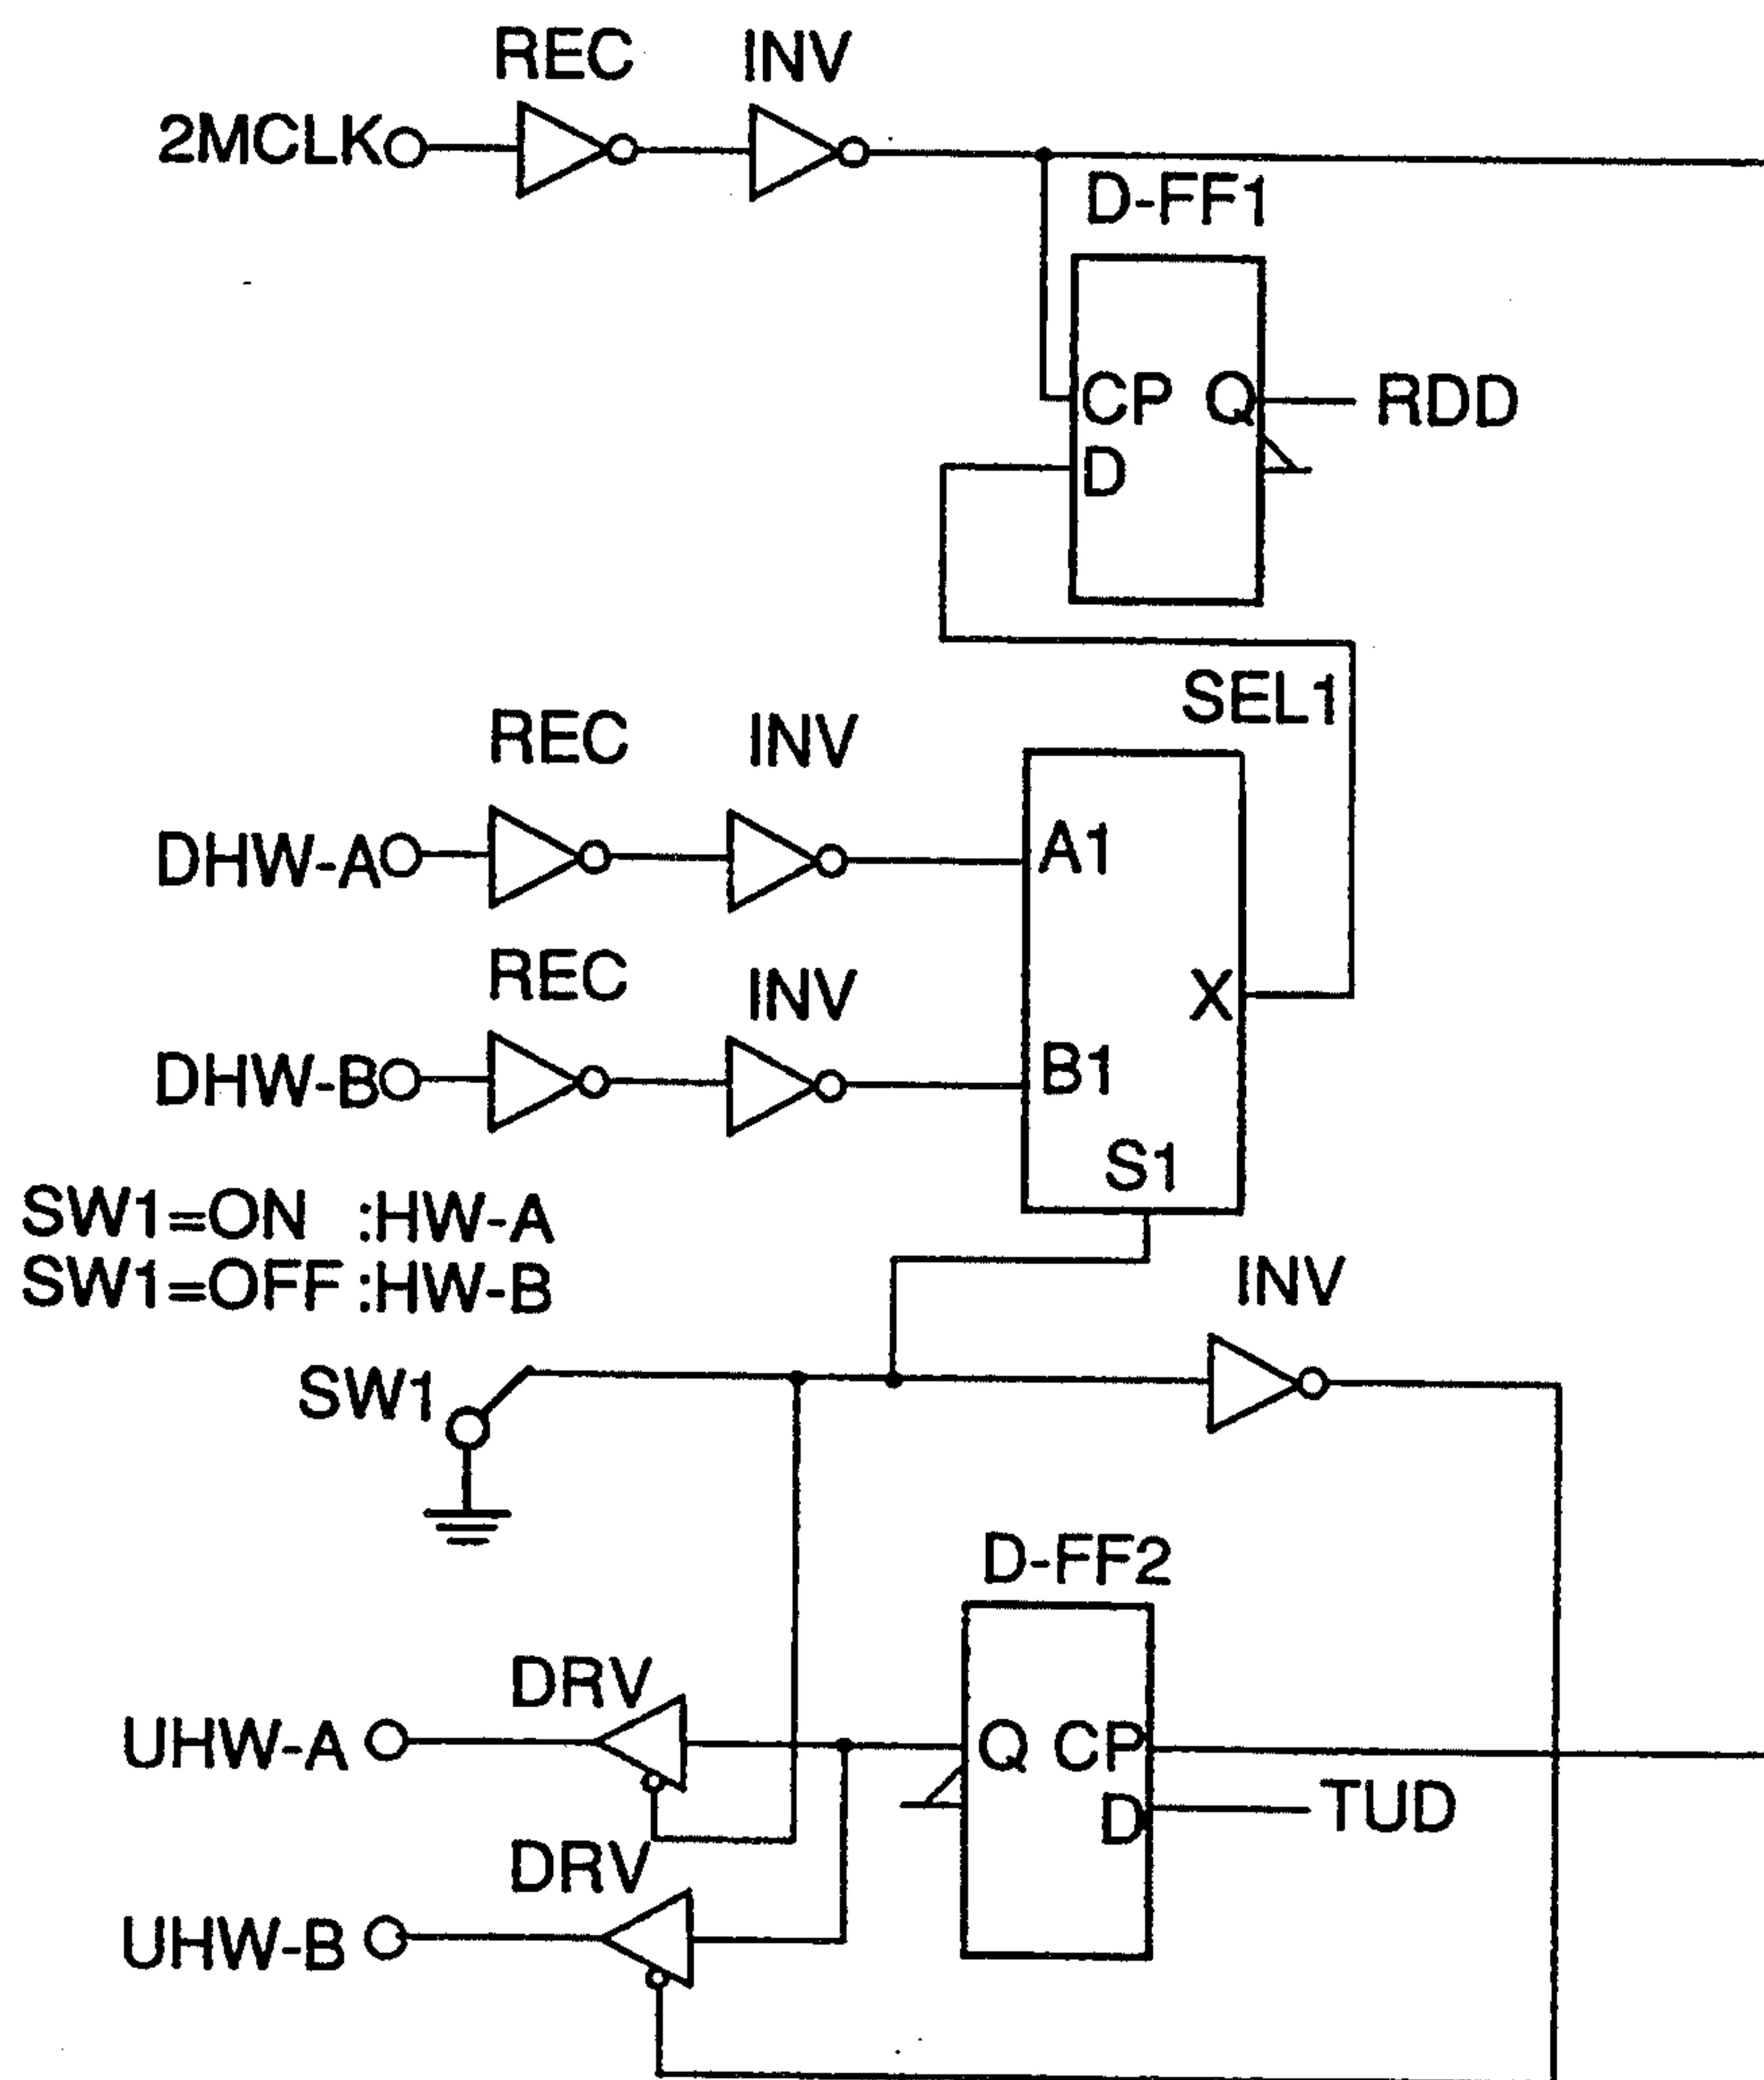 REC INV
2MCLK
D-FF1
CP Q RDD
D
SEL1
REC INV
DHW-A A1
REC INV X
DHW-B B1
S1
SW1=ON :HW-A
SW1=OFF :HW-B
INV
SW1
D-FF2
DRV
UHW-A Q CP
D TUD
DRV
UHW-B